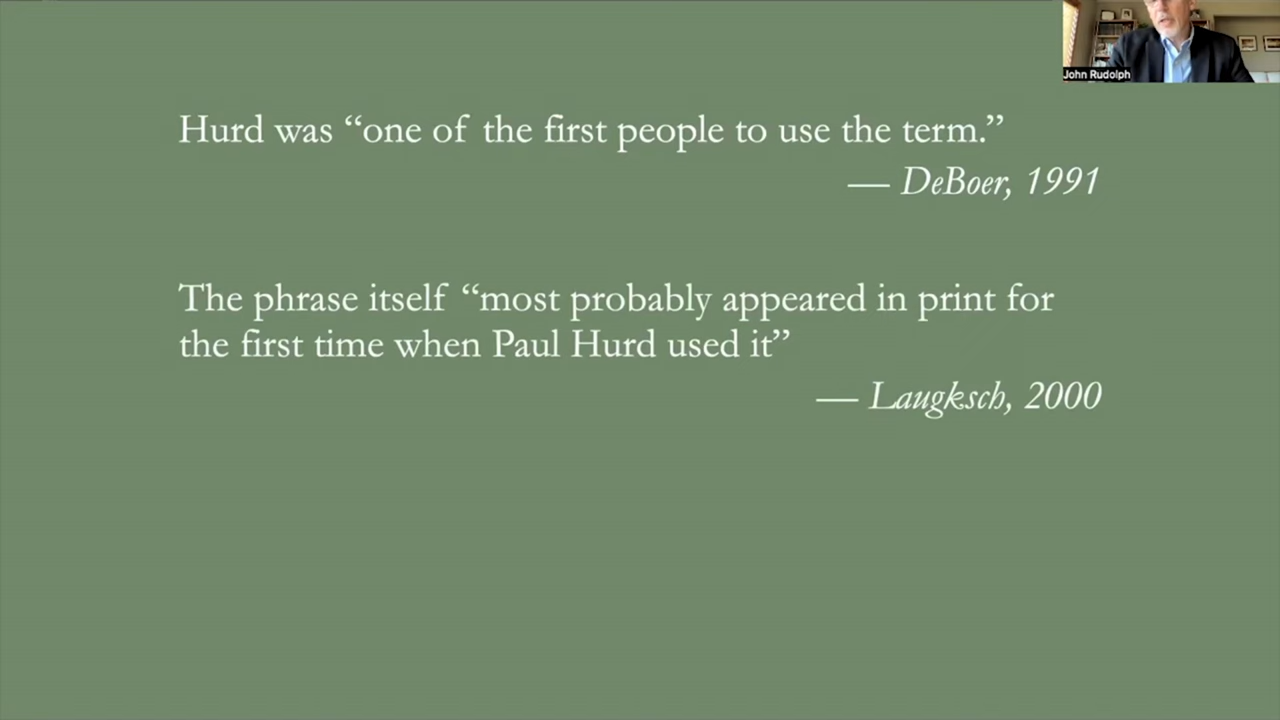 John Rudolph
Hurd was “one of the first people to use the term.”
— DeBoer, 1991
The phrase itself “most probably appeared in print for
the first time when Paul Hurd used it”
— Laugksch, 2000